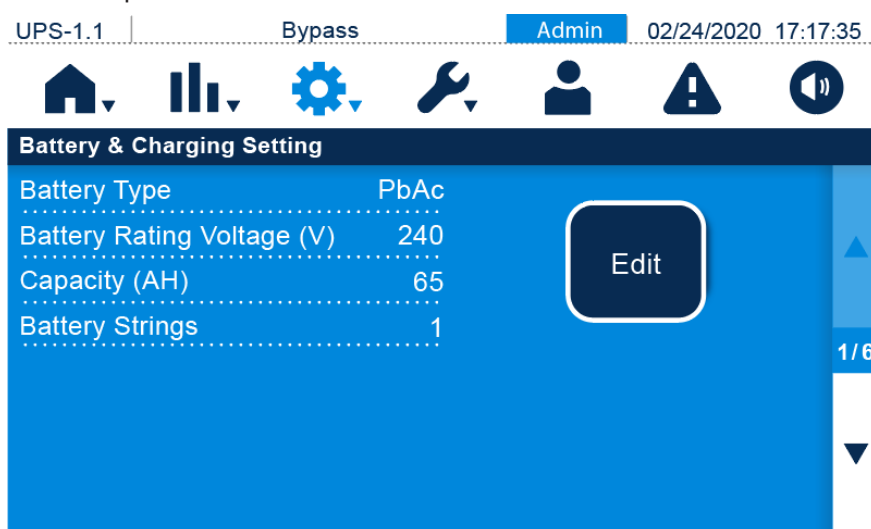 UPS-1.1 Bypass Admin 02/24/2020 17:17:35
Battery & Charging Setting
Battery Type PbAc
Battery Rating Voltage (V) 240
Edit
Capacity (AH) 65
Battery Strings 1
1/6